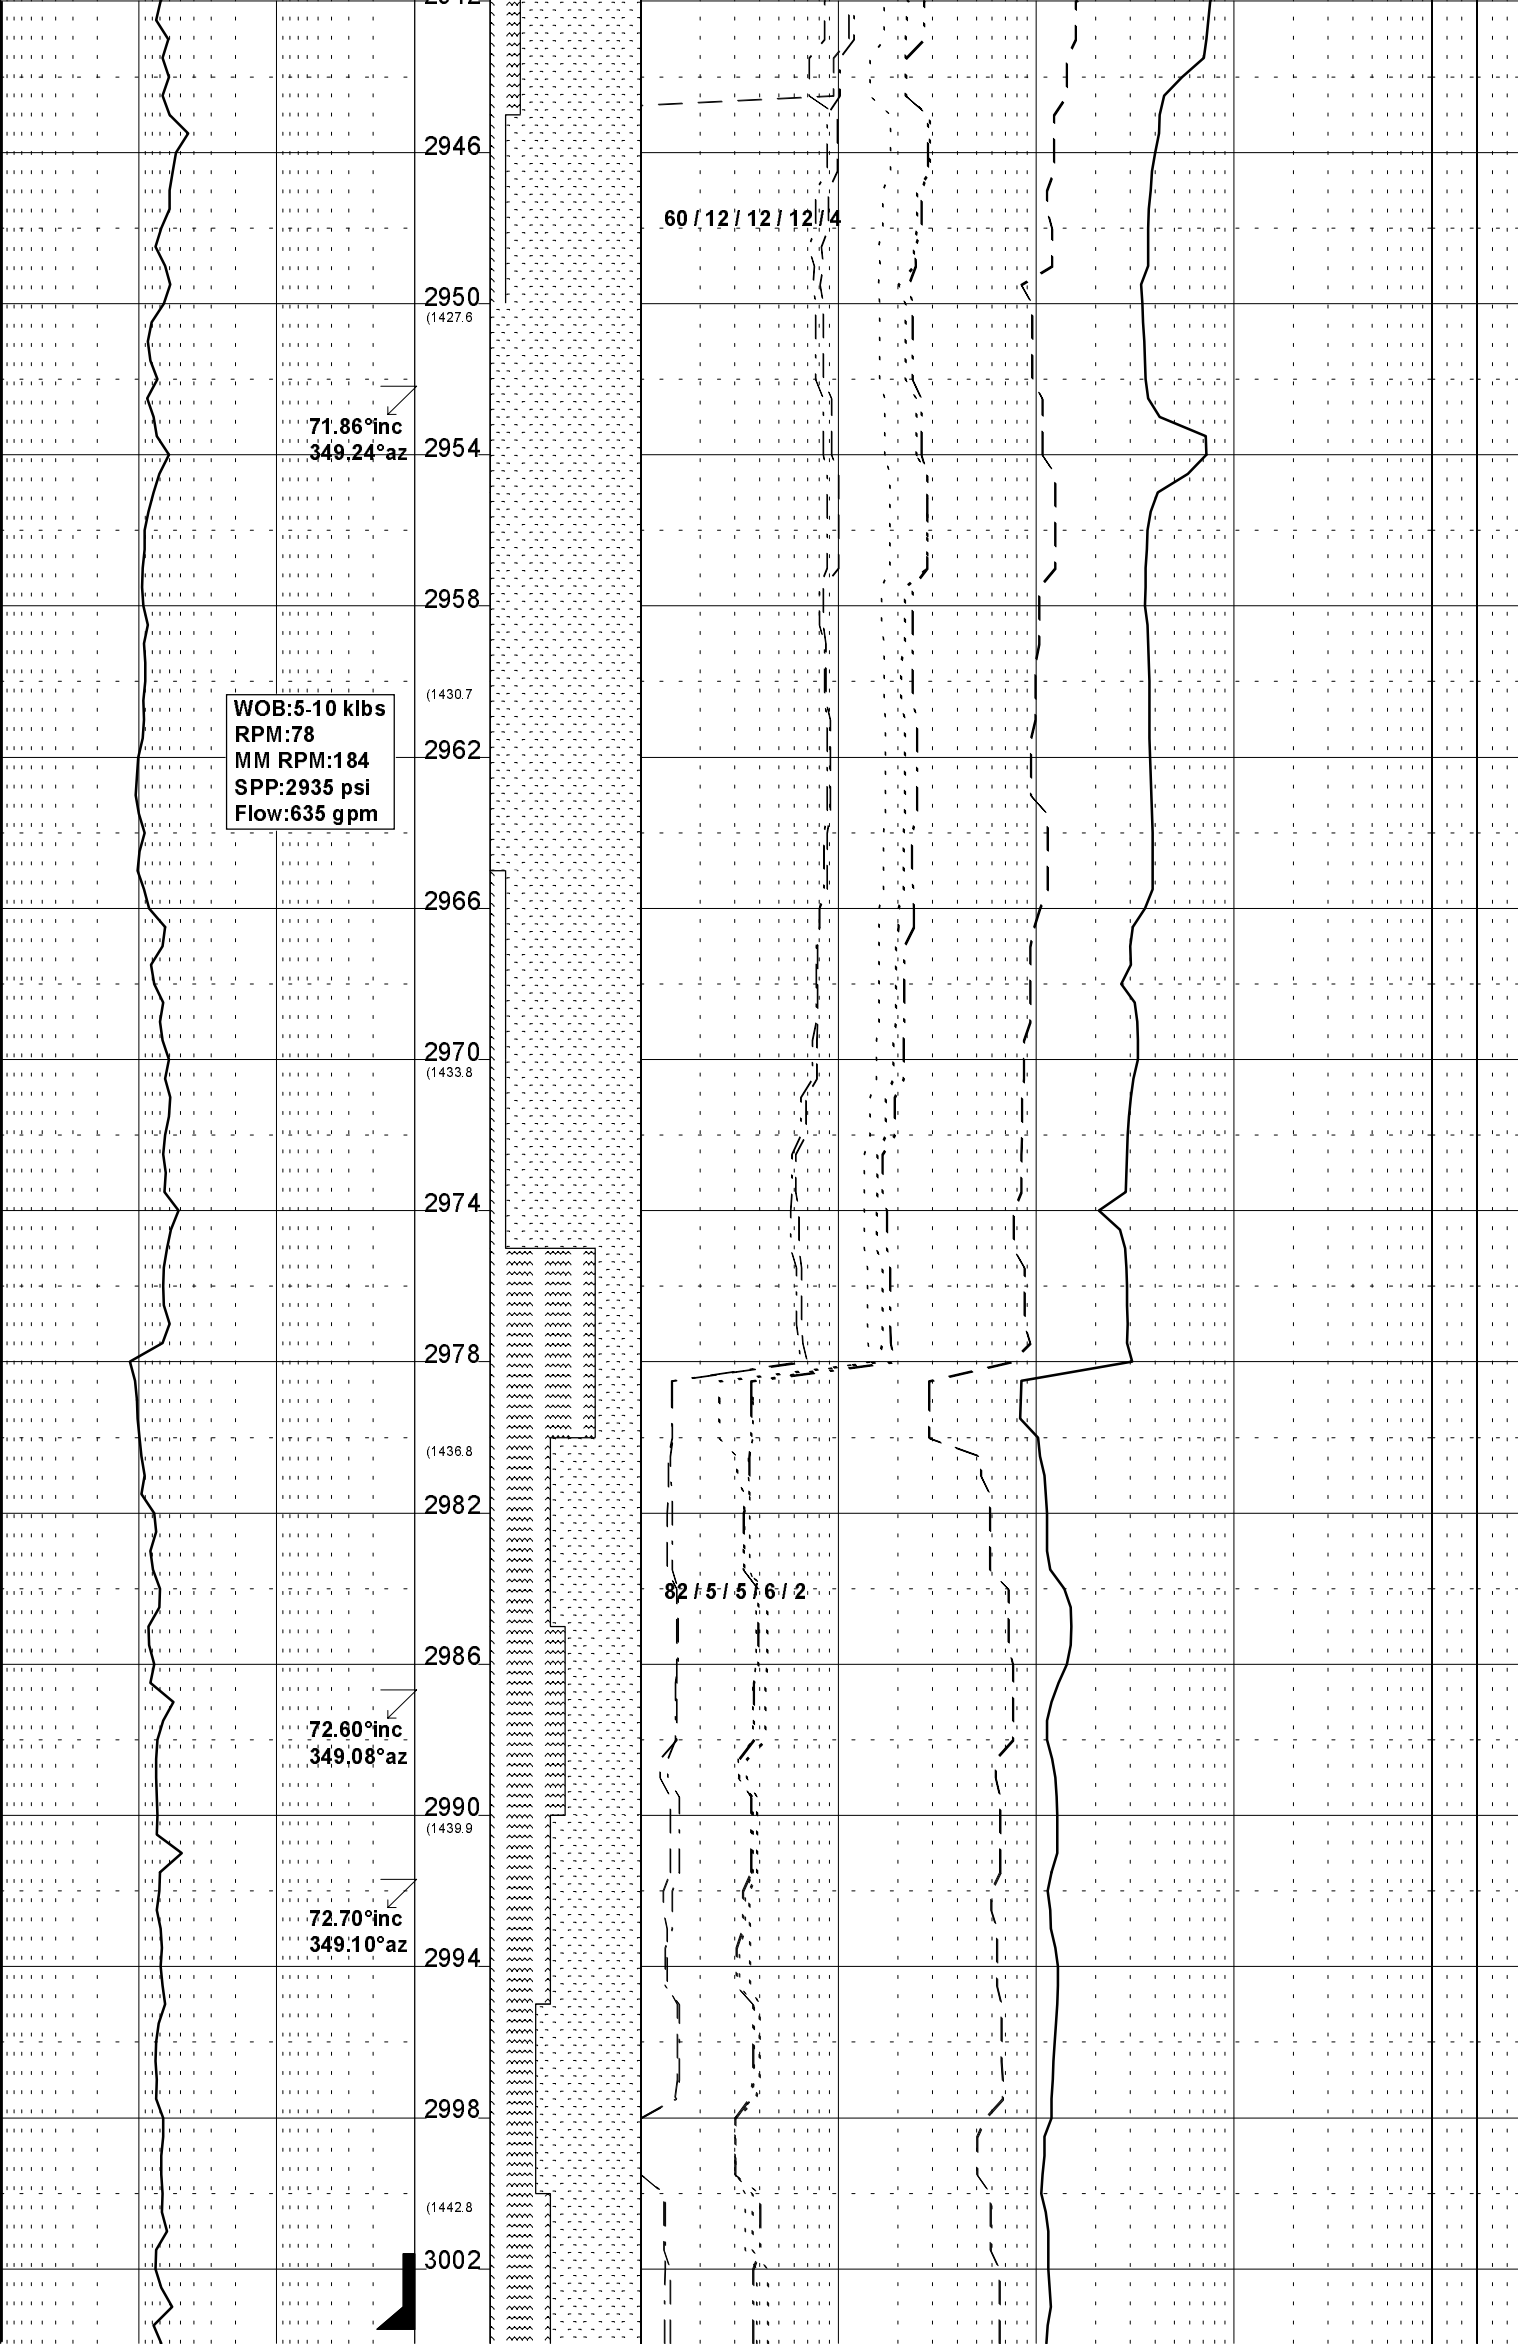 2946
60 / 12 / 12 / 12 / 4
2950
(1427.6
71.86°inc
349.24°az
2954
2958
(1430.7
WOB:5-10 klbs
RPM:78
MM RPM:184
SPP:2935 psi
Flow:635 gpm
2962
2966
2970
(1433.8
2974
2978
(1436.8
2982
82 / 5 / 5 / 6 / 2
2986
72.60°inc
349.08°az
2990
(1439.9
72.70°inc
349.10°az
2994
2998
(1442.8
3002